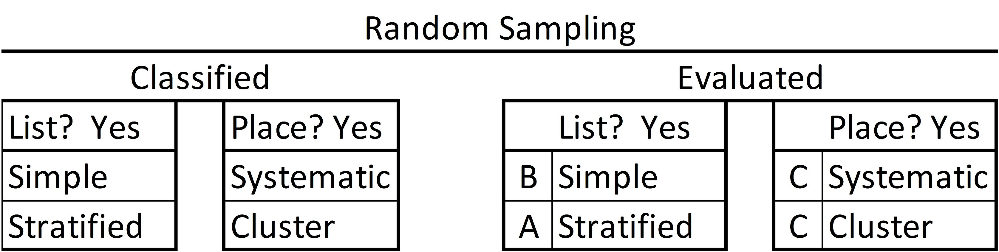 Random Sampling
Classified
Evaluated
List? Yes
Place? Yes
List? Yes
Place? Yes
Simple
Systematic
B Simple
C Systematic
Stratified
Cluster
A Stratified
C Cluster